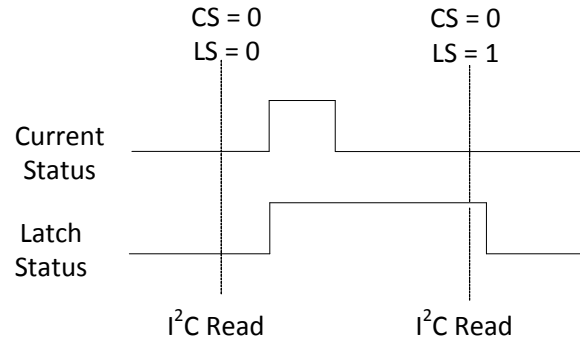 CS = 0
LS = 0
CS = 0
LS = 1
Current
Status
Latch
Status
I²C Read
I²C Read